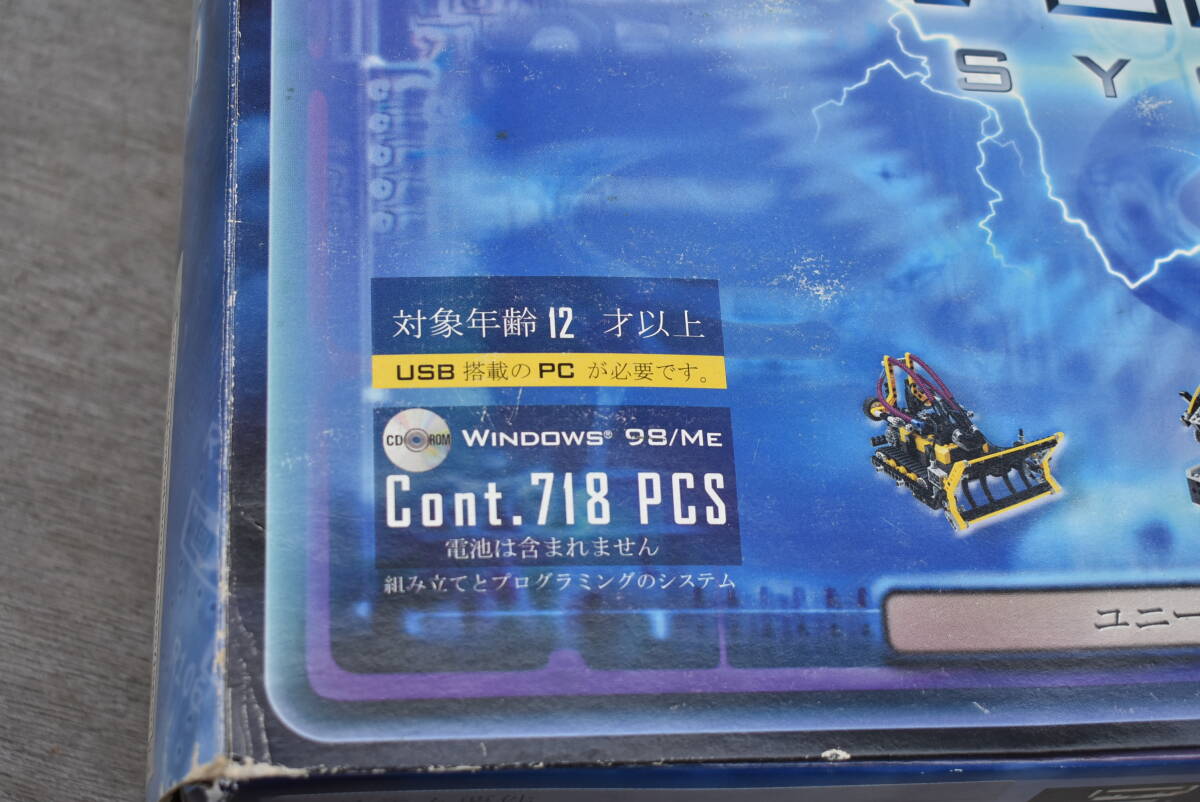 S Y
対象年齢12 才以上
USB 搭載の PC が必要です。
CD ROM WINDOWS® 98/ME
Cont.718 PCS
電池は含まれません
組み立てとプログラミングのシステム
ユニー